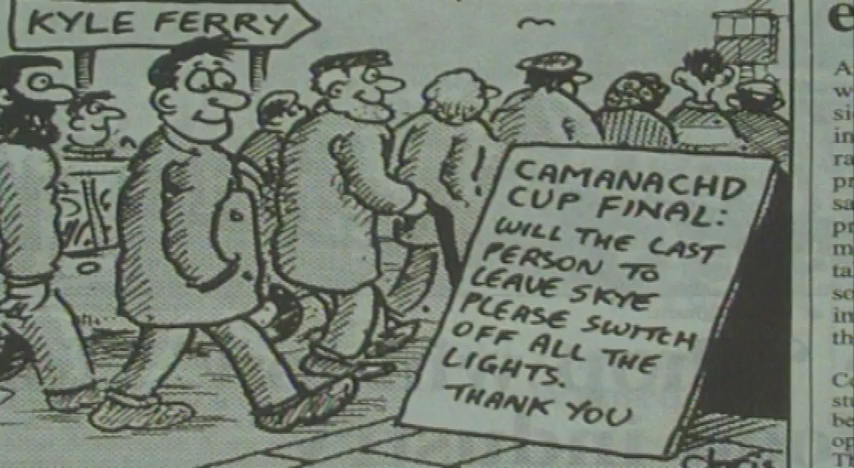 KYLE FERRY
CAMANACHD
CUP FINAL:
WILL THE LAST
PERSON TO
LEAVE SKYE
PLEASE SWITCH
OFF ALL THE
LIGHTS.
THANK YOU